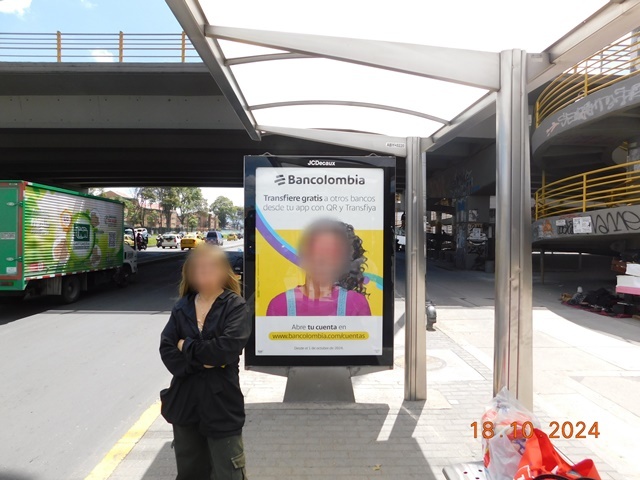 JCDecaux
Bancolombia
Transfiere gratis a otros bancos
desde tu app con QR y Transfiya
Abre tu cuenta en
www.bancolombia.com/cuentas
18.10.2024